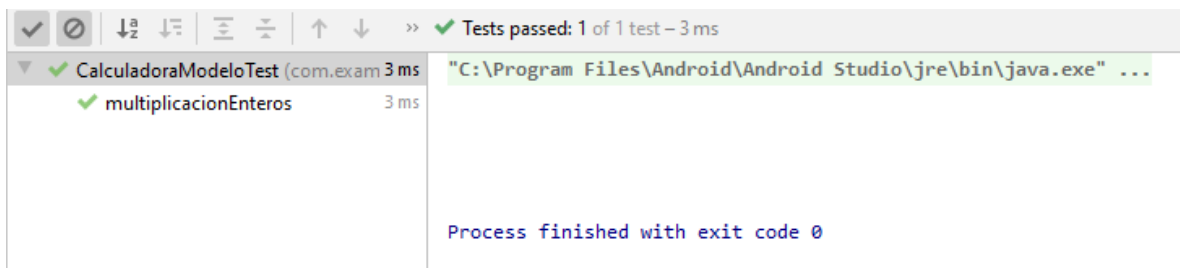 » Tests passed: 1 of 1 test – 3 ms
CalculadoraModeloTest (com.exam 3 ms
multiplicacionEnteros 3 ms
"C:\Program Files\Android\Android Studio\jre\bin\java.exe" ...
Process finished with exit code 0